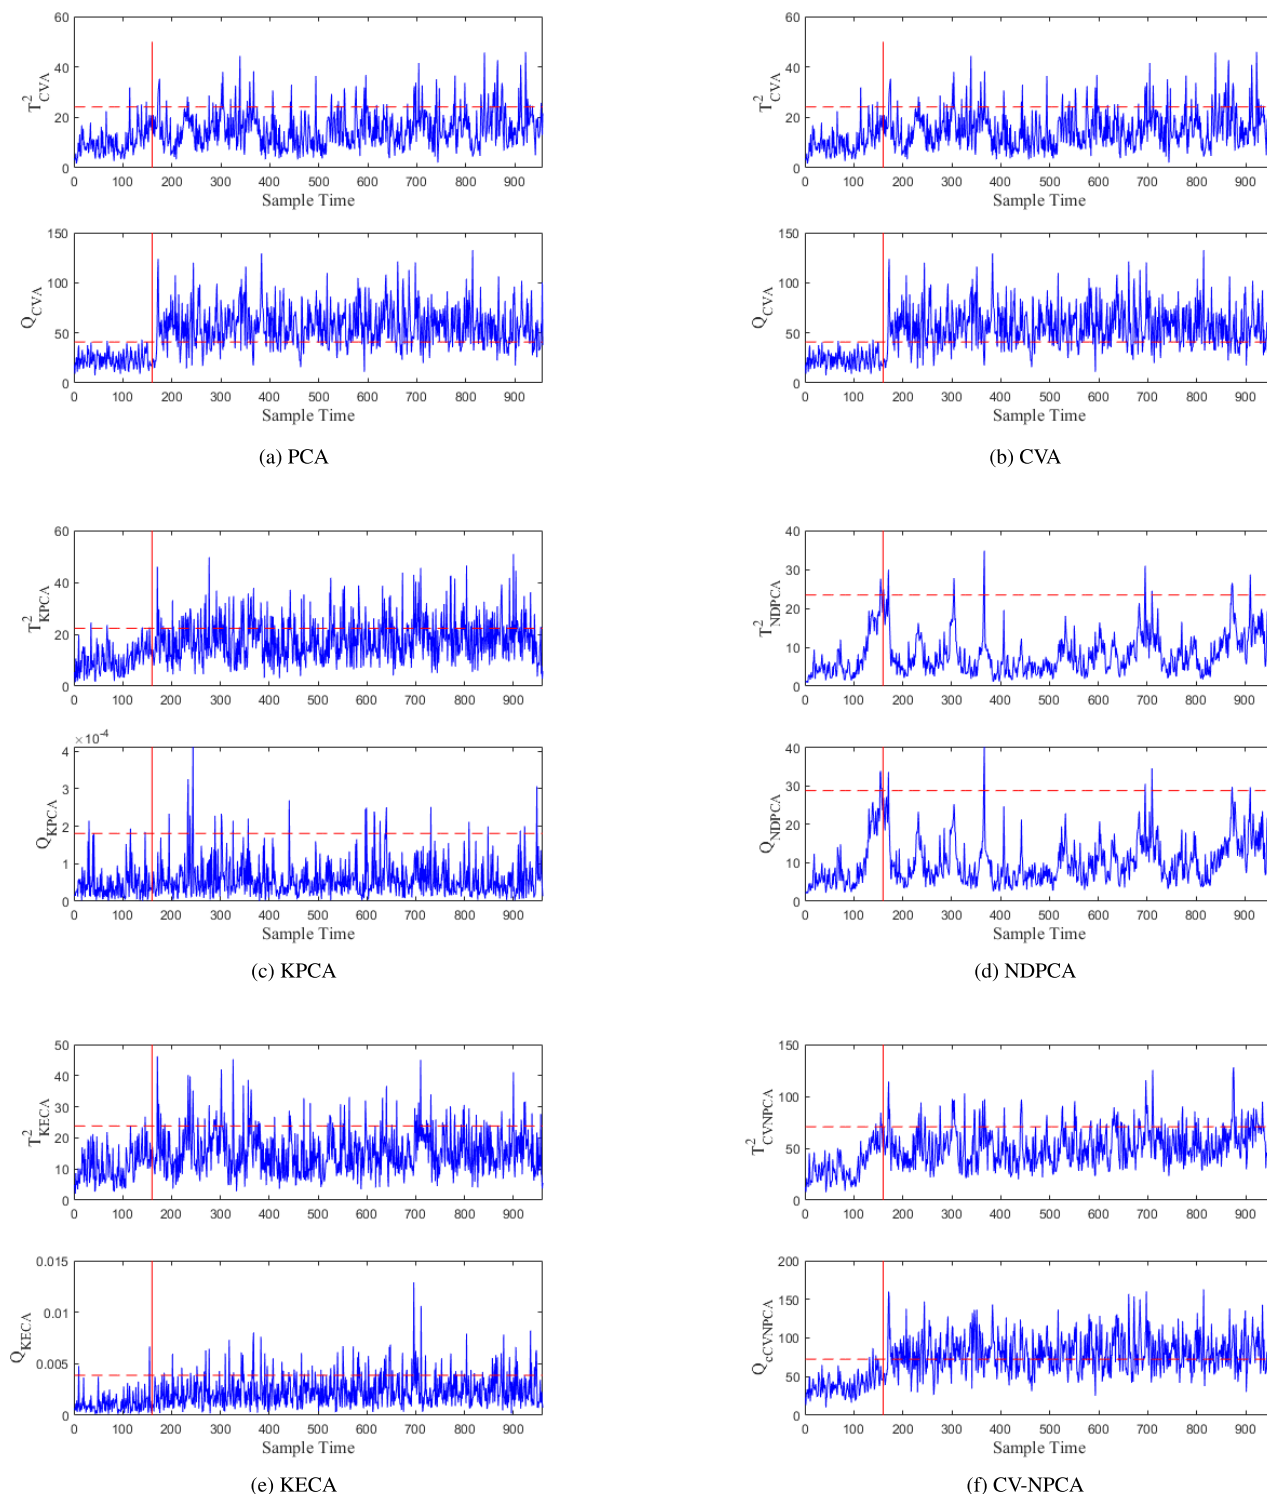 60
40
20
0
T²CVA
0 100 200 300 400 500 600 700 800 900
Sample Time
150
100
50
0
QCVA
0 100 200 300 400 500 600 700 800 900
Sample Time
(a) PCA
60
40
20
0
T²CVA
0 100 200 300 400 500 600 700 800 900
Sample Time
150
100
50
0
QCVA
0 100 200 300 400 500 600 700 800 900
Sample Time
(b) CVA
60
40
20
0
T²KPCA
0 100 200 300 400 500 600 700 800 900
×10⁻⁴
4
3
2
1
0
QKPCA
0 100 200 300 400 500 600 700 800 900
Sample Time
(c) KPCA
40
30
20
10
0
T²NDPCA
0 100 200 300 400 500 600 700 800 900
40
30
20
10
0
QNDPCA
0 100 200 300 400 500 600 700 800 900
Sample Time
(d) NDPCA
50
40
30
20
10
0
T²KECA
0 100 200 300 400 500 600 700 800 900
0.015
0.01
0.005
0
QKECA
0 100 200 300 400 500 600 700 800 900
Sample Time
(e) KECA
150
100
50
0
T²CVNPCA
0 100 200 300 400 500 600 700 800 900
200
150
100
50
0
QcCVNPCA
0 100 200 300 400 500 600 700 800 900
Sample Time
(f) CV-NPCA